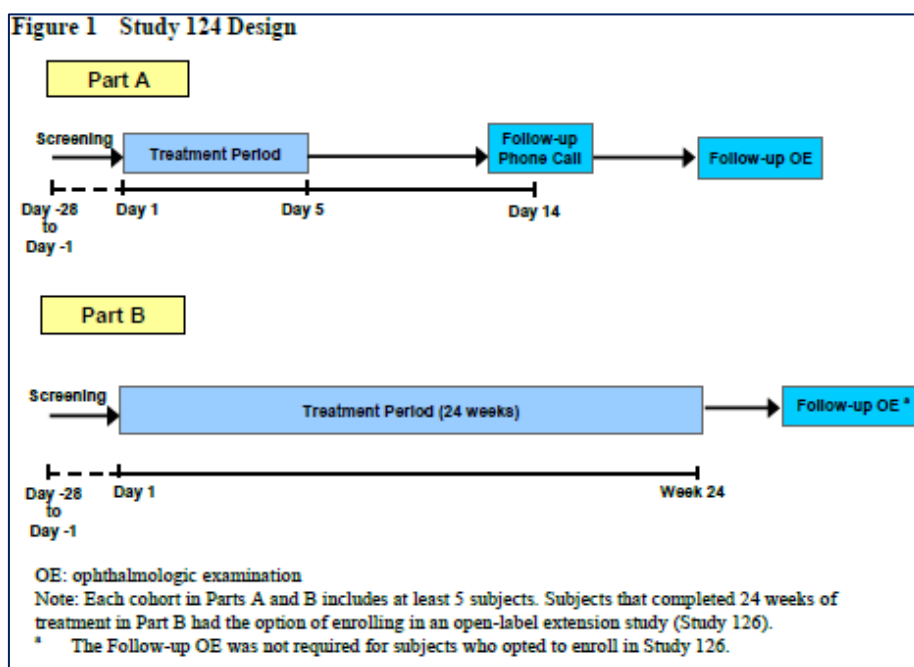 Figure 1 Study 124 Design
Part A
Screening
Treatment Period
Follow-up
Phone Call
Follow-up OE
Day -28
to
Day -1
Day 1
Day 5
Day 14
Part B
Screening
Treatment Period (24 weeks)
Follow-up OE a
Day -28
to
Day -1
Day 1
Week 24
OE: ophthalmologic examination
Note: Each cohort in Parts A and B includes at least 5 subjects. Subjects that completed 24 weeks of
treatment in Part B had the option of enrolling in an open-label extension study (Study 126).
a The Follow-up OE was not required for subjects who opted to enroll in Study 126.